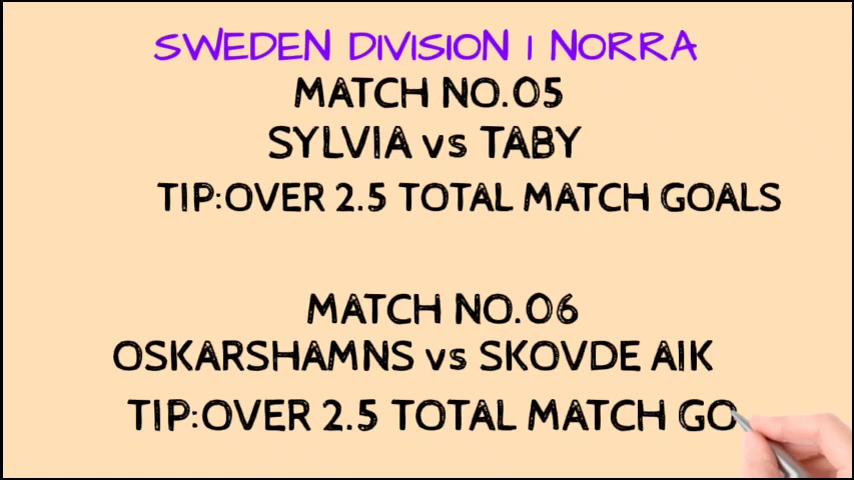 SWEDEN DIVISION 1 NORRA
MATCH NO.05
SYLVIA vs TABY
TIP:OVER 2.5 TOTAL MATCH GOALS
MATCH NO.06
OSKARSHAMNS vs SKOVDE AIK
TIP:OVER 2.5 TOTAL MATCH GO